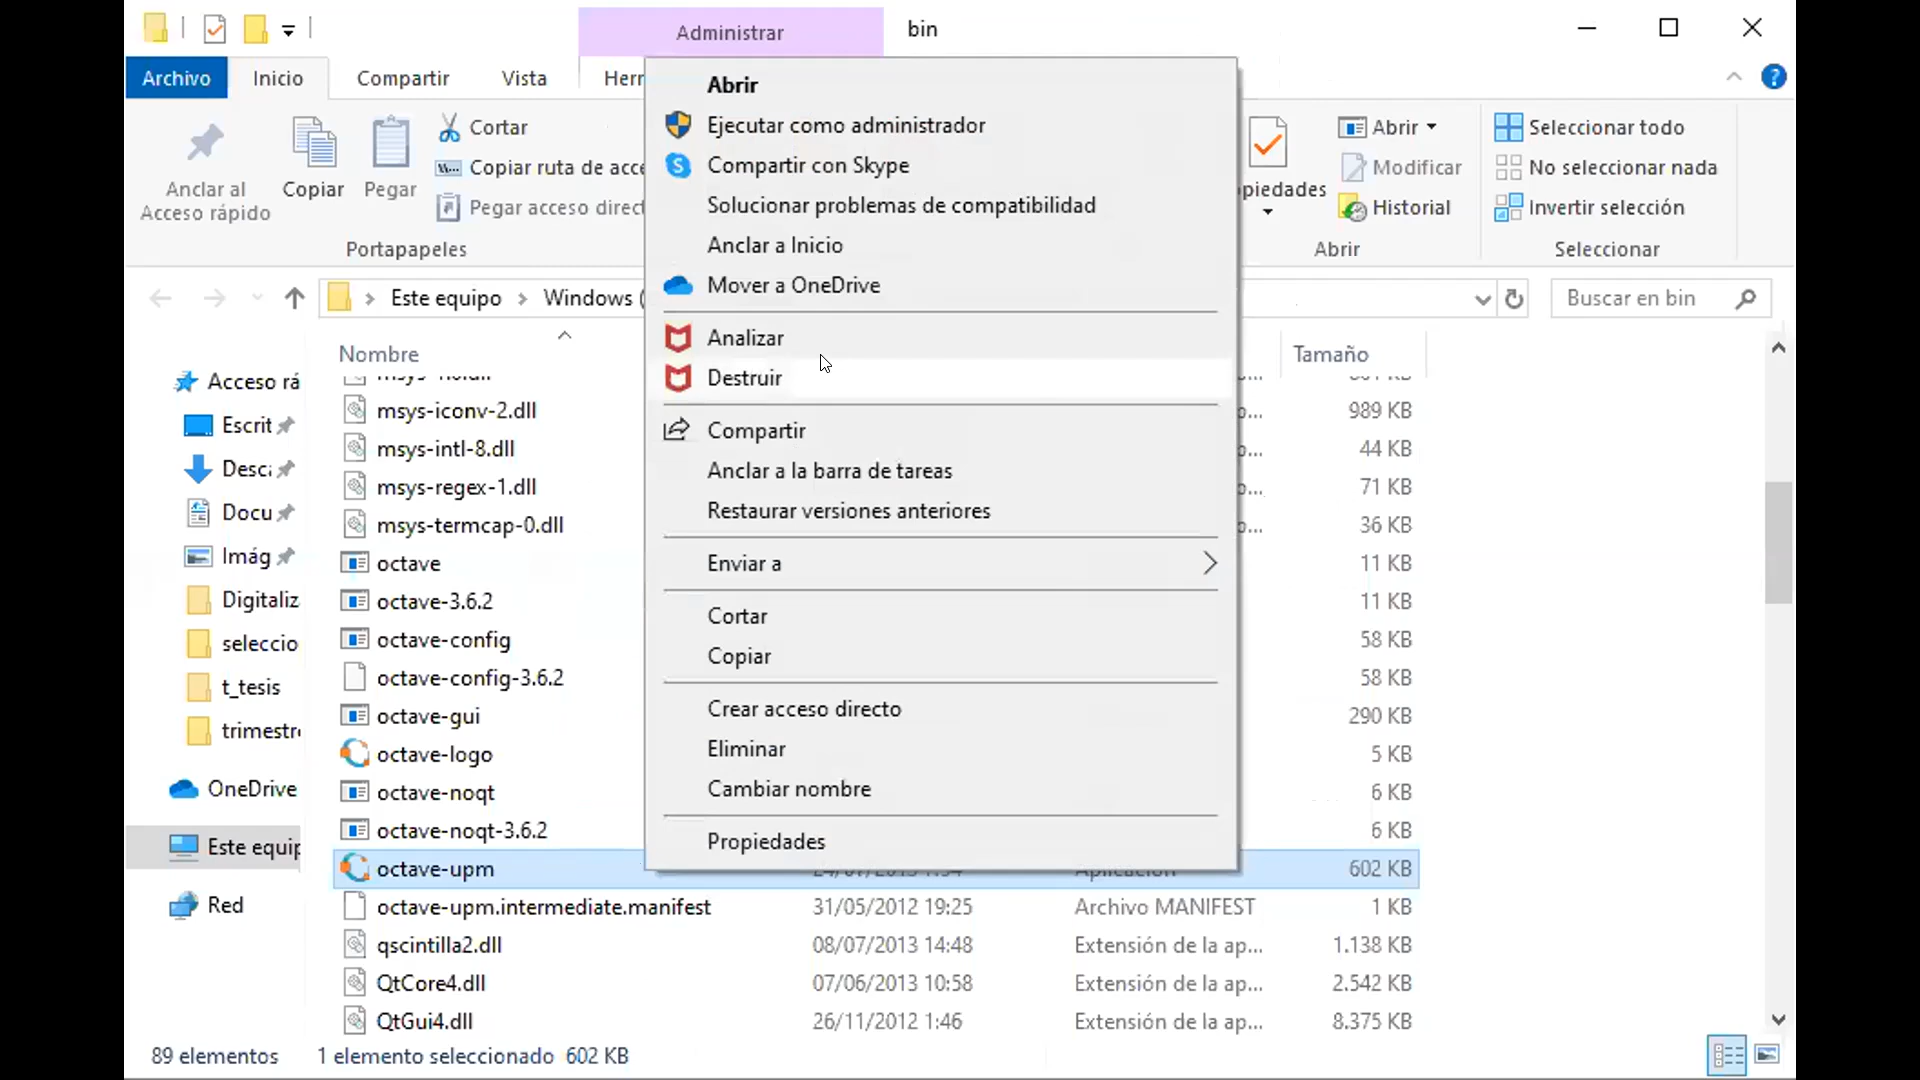 Administrar
bin
Archivo
Inicio
Compartir
Vista
Herr
Anclar al
Acceso rápido
Copiar
Pegar
Cortar
Copiar ruta de acce
Pegar acceso direct
Portapapeles
piedades
Abrir
Modificar
Historial
Abrir
Seleccionar todo
No seleccionar nada
Invertir selección
Seleccionar
Este equipo
Windows (
Buscar en bin
Abrir
Ejecutar como administrador
Compartir con Skype
Solucionar problemas de compatibilidad
Anclar a Inicio
Mover a OneDrive
Analizar
Destruir
Compartir
Anclar a la barra de tareas
Restaurar versiones anteriores
Enviar a
Cortar
Copiar
Crear acceso directo
Eliminar
Cambiar nombre
Propiedades
Acceso rá
Escrit
Desca
Docu
Imág
Digitaliz
seleccio
t_tesis
trimestre
OneDrive
Este equip
Red
Nombre
Tamaño
msys-iconv-2.dll 989 KB
msys-intl-8.dll 44 KB
msys-regex-1.dll 71 KB
msys-termcap-0.dll 36 KB
octave 11 KB
octave-3.6.2 11 KB
octave-config 58 KB
octave-config-3.6.2 58 KB
octave-gui 290 KB
octave-logo 5 KB
octave-noqt 6 KB
octave-noqt-3.6.2 6 KB
octave-upm 602 KB
octave-upm.intermediate.manifest 31/05/2012 19:25 Archivo MANIFEST 1 KB
qscintilla2.dll 08/07/2013 14:48 Extensión de la ap... 1.138 KB
QtCore4.dll 07/06/2013 10:58 Extensión de la ap... 2.542 KB
QtGui4.dll 26/11/2012 1:46 Extensión de la ap... 8.375 KB
89 elementos
1 elemento seleccionado 602 KB